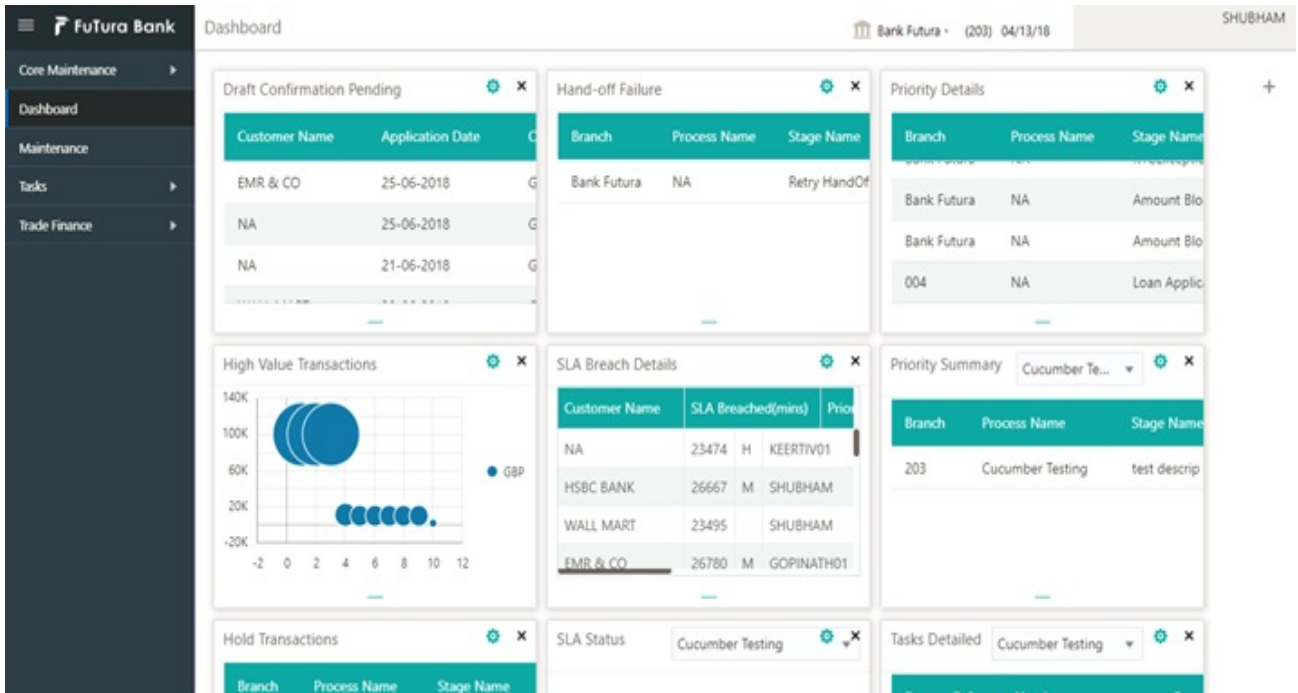 FuTura Bank
Dashboard
Bank Futura - (203) 04/13/18
SHUBHAM
Core Maintenance
Dashboard
Maintenance
Tasks
Trade Finance
Draft Confirmation Pending
Customer Name Application Date C
EMR & CO 25-06-2018 G
NA 25-06-2018 G
NA 21-06-2018 G
Hand-off Failure
Branch Process Name Stage Name
Bank Futura NA Retry HandOf
Priority Details
Branch Process Name Stage Name
Bank Futura NA Amount Blo
Bank Futura NA Amount Blo
004 NA Loan Applic
High Value Transactions
140K
100K
60K
20K
-20K
-2 0 2 4 6 8 10 12
GBP
SLA Breach Details
Customer Name SLA Breached(mins) Prior
NA 23474 H KEERTIV01
HSBC BANK 26667 M SHUBHAM
WALL MART 23495 SHUBHAM
EMR & CO 26780 M GOPINATH01
Priority Summary Cucumber Te...
Branch Process Name Stage Name
203 Cucumber Testing test descrip
Hold Transactions
Branch Process Name Stage Name
SLA Status Cucumber Testing
Tasks Detailed Cucumber Testing